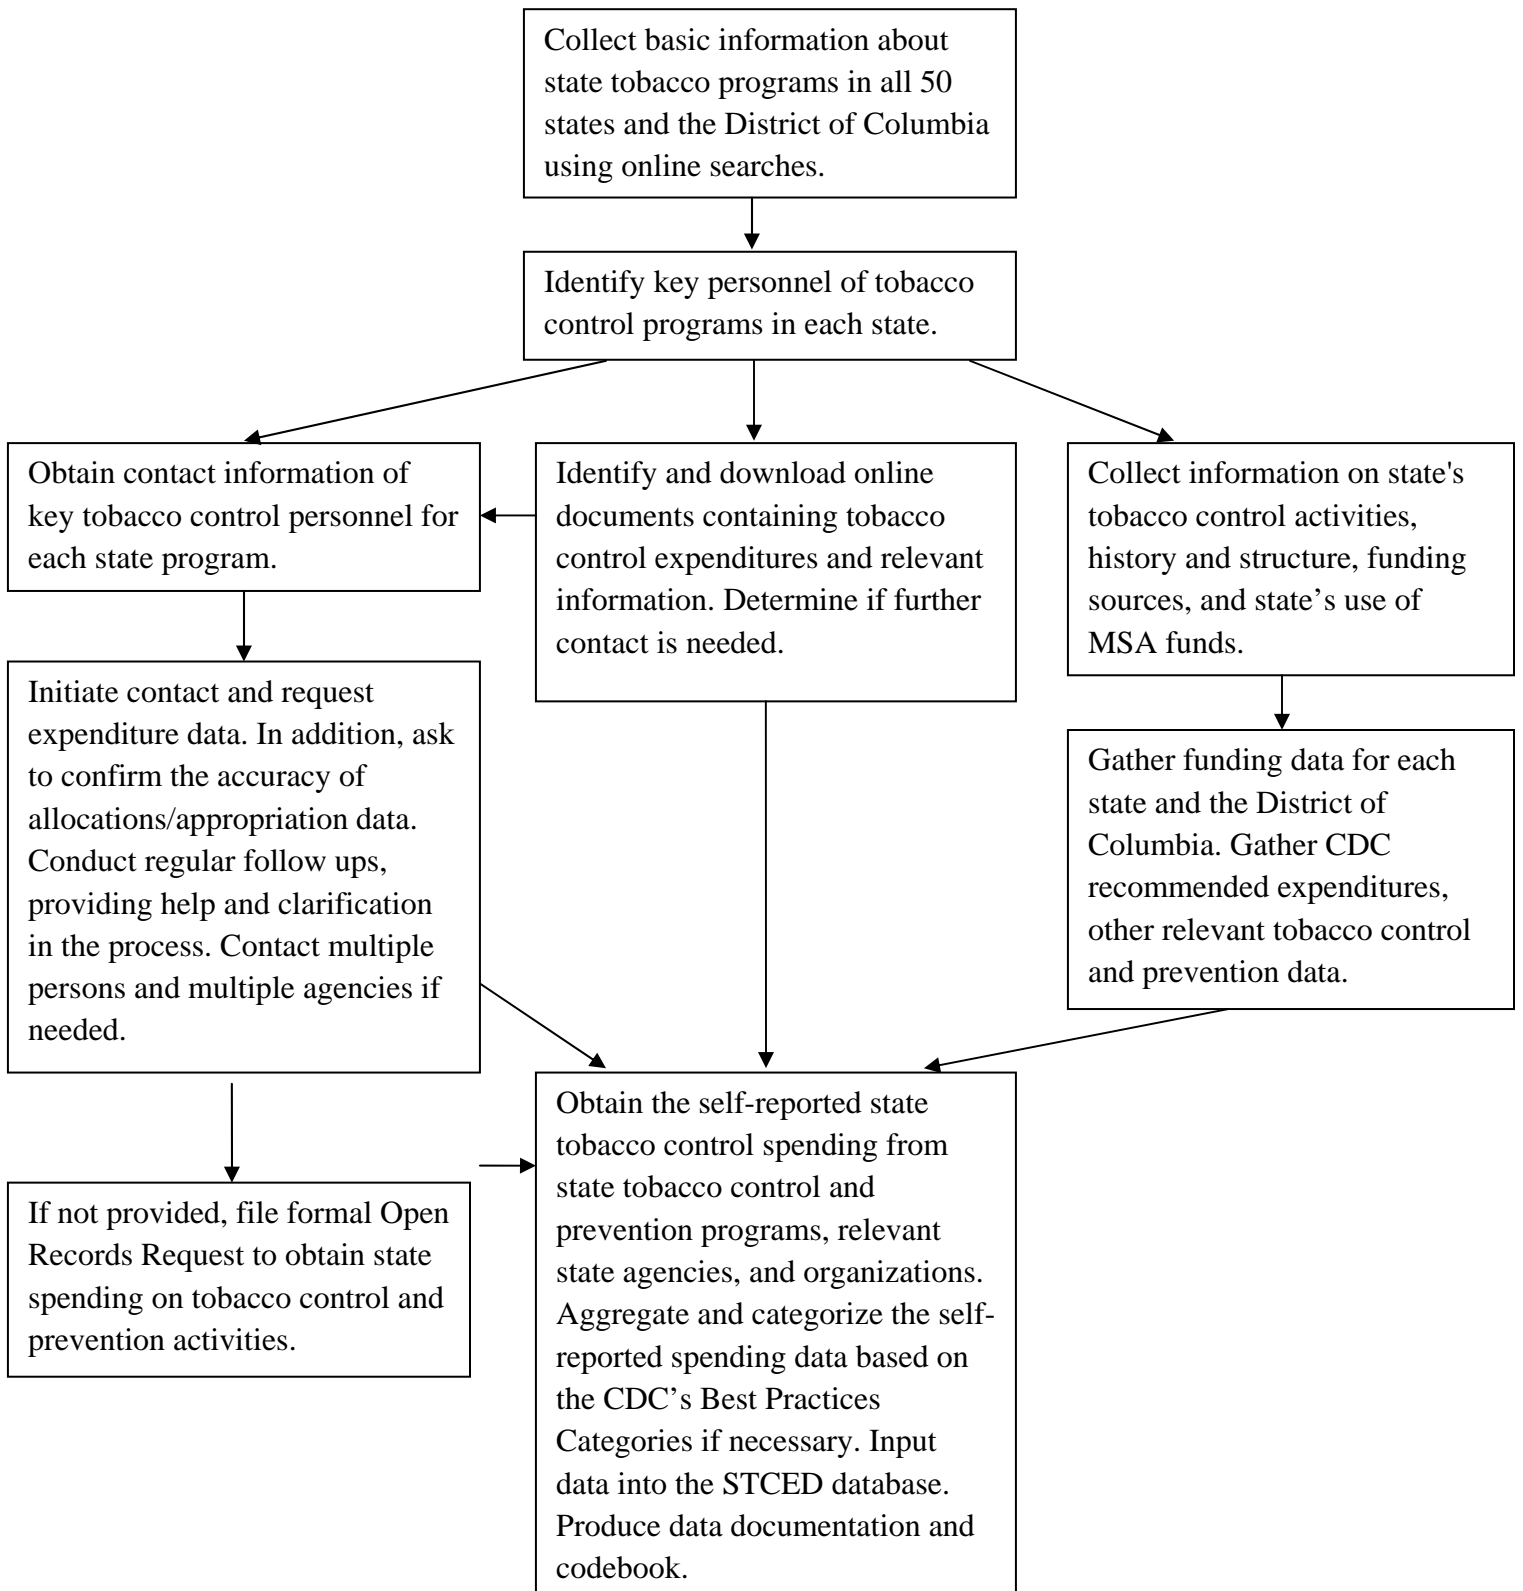 Collect basic information about
state tobacco programs in all 50
states and the District of Columbia
using online searches.
Identify key personnel of tobacco
control programs in each state.
Obtain contact information of
key tobacco control personnel for
each state program.
Identify and download online
documents containing tobacco
control expenditures and relevant
information. Determine if further
contact is needed.
Collect information on state's
tobacco control activities,
history and structure, funding
sources, and state’s use of
MSA funds.
Initiate contact and request
expenditure data. In addition, ask
to confirm the accuracy of
allocations/appropriation data.
Conduct regular follow ups,
providing help and clarification
in the process. Contact multiple
persons and multiple agencies if
needed.
Gather funding data for each
state and the District of
Columbia. Gather CDC
recommended expenditures,
other relevant tobacco control
and prevention data.
If not provided, file formal Open
Records Request to obtain state
spending on tobacco control and
prevention activities.
Obtain the self-reported state
tobacco control spending from
state tobacco control and
prevention programs, relevant
state agencies, and organizations.
Aggregate and categorize the self-
reported spending data based on
the CDC’s Best Practices
Categories if necessary. Input
data into the STCED database.
Produce data documentation and
codebook.